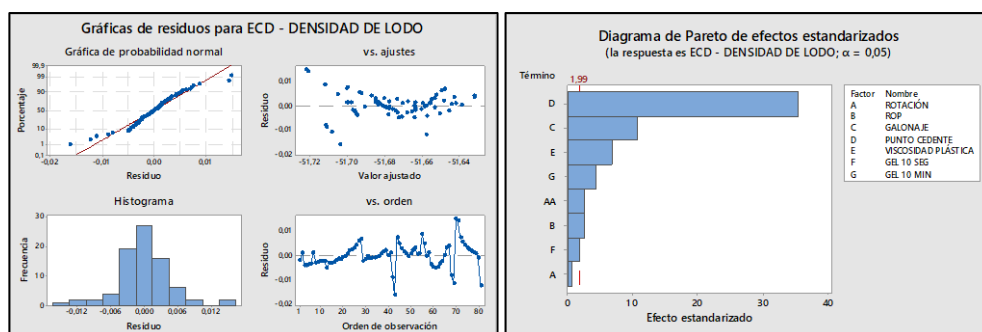 Gráficas de residuos para ECD - DENSIDAD DE LODO
Gráfica de probabilidad normal
99,9
99
90
50
10
1
0,1
Porcentaje
-0,02
-0,01
0,00
0,01
Residuo
vs. ajustes
0,01
0,00
-0,01
-0,02
Residuo
-51,72
-51,70
-51,68
-51,66
-51,64
Valor ajustado
Histograma
30
20
10
0
Frecuencia
-0,012
-0,006
0,000
0,006
0,012
Residuo
vs. orden
0,01
0,00
-0,01
-0,02
Residuo
1
10
20
30
40
50
60
70
80
Orden de observación
Diagrama de Pareto de efectos estandarizados
(la respuesta es ECD - DENSIDAD DE LODO; α = 0,05)
Término
1,99
D
C
E
G
AA
B
F
A
0
10
20
30
40
Efecto estandarizado
Factor Nombre
A ROTACIÓN
B ROP
C GALONAJE
D PUNTO CEDENTE
E VISCOSIDAD PLÁSTICA
F GEL 10 SEG
G GEL 10 MIN